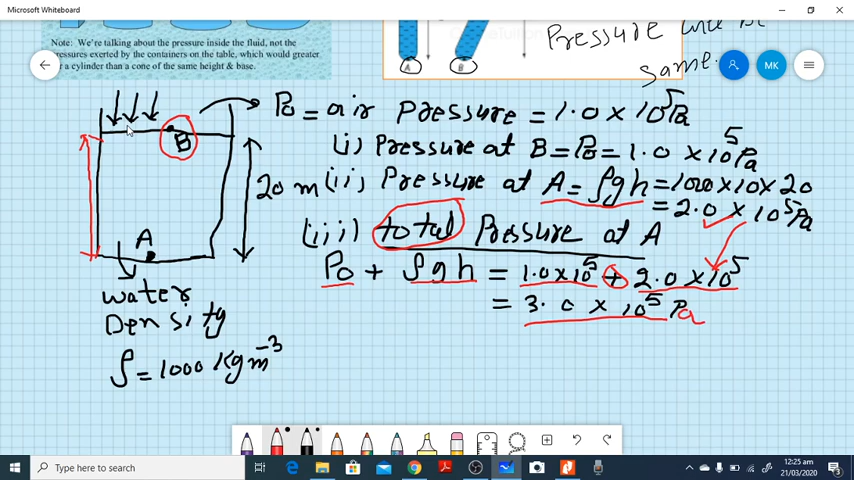 Microsoft Whiteboard
Note: We're talking about the pressure inside the fluid, not the
pressures exerted by the containers on the table, which would greater
for a cylinder than a cone of the same height & base.
A B
Pressure
same.
MK
P0 = air pressure = 1.0 x 10^5 Pa
(i) Pressure at B = P0 = 1.0 x 10^5 Pa
B
20 m
(ii) Pressure at A = ρgh = 1000 x 10 x 20
= 2.0 x 10^5 Pa
(iii) total Pressure at A
A
P0 + ρgh = 1.0 x 10^5 + 2.0 x 10^5
= 3.0 x 10^5 Pa
water
Density
ρ = 1000 kg m^-3
Type here to search
12:25 am
21/03/2020
3